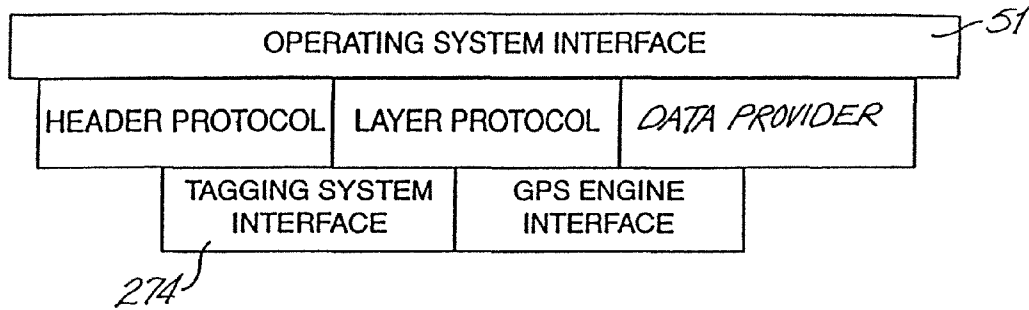 OPERATING SYSTEM INTERFACE
51
HEADER PROTOCOL
LAYER PROTOCOL
DATA PROVIDER
TAGGING SYSTEM
INTERFACE
GPS ENGINE
INTERFACE
274